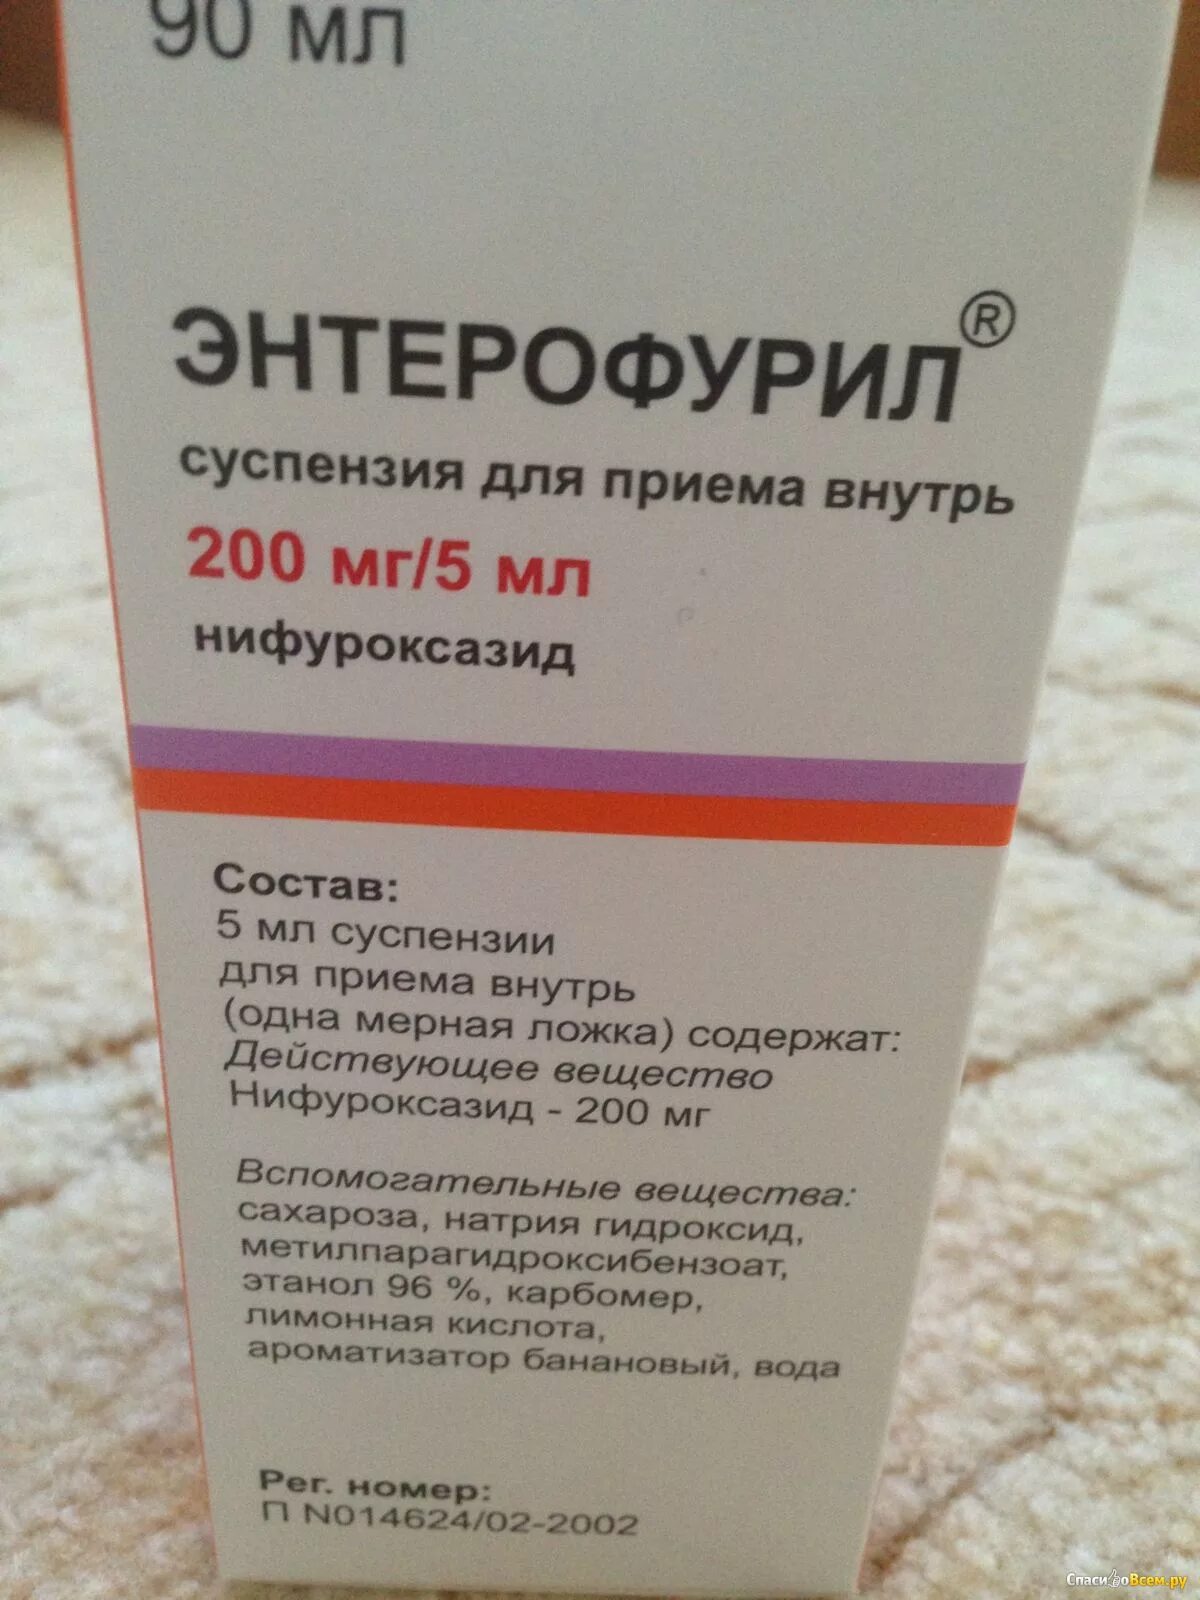 90 мл
ЭНТЕРОФУРИЛ®
суспензия для приема внутрь
200 мг/5 мл
нифуроксазид
Состав:
5 мл суспензии
для приема внутрь
(одна мерная ложка) содержат:
Действующее вещество
Нифуроксазид - 200 мг
Вспомогательные вещества:
сахароза, натрия гидроксид,
метилпарагидроксибензоат,
этанол 96 %, карбомер,
лимонная кислота,
ароматизатор банановый, вода
Рег. номер:
П N014624/02-2002
СпасибоВсем.ру